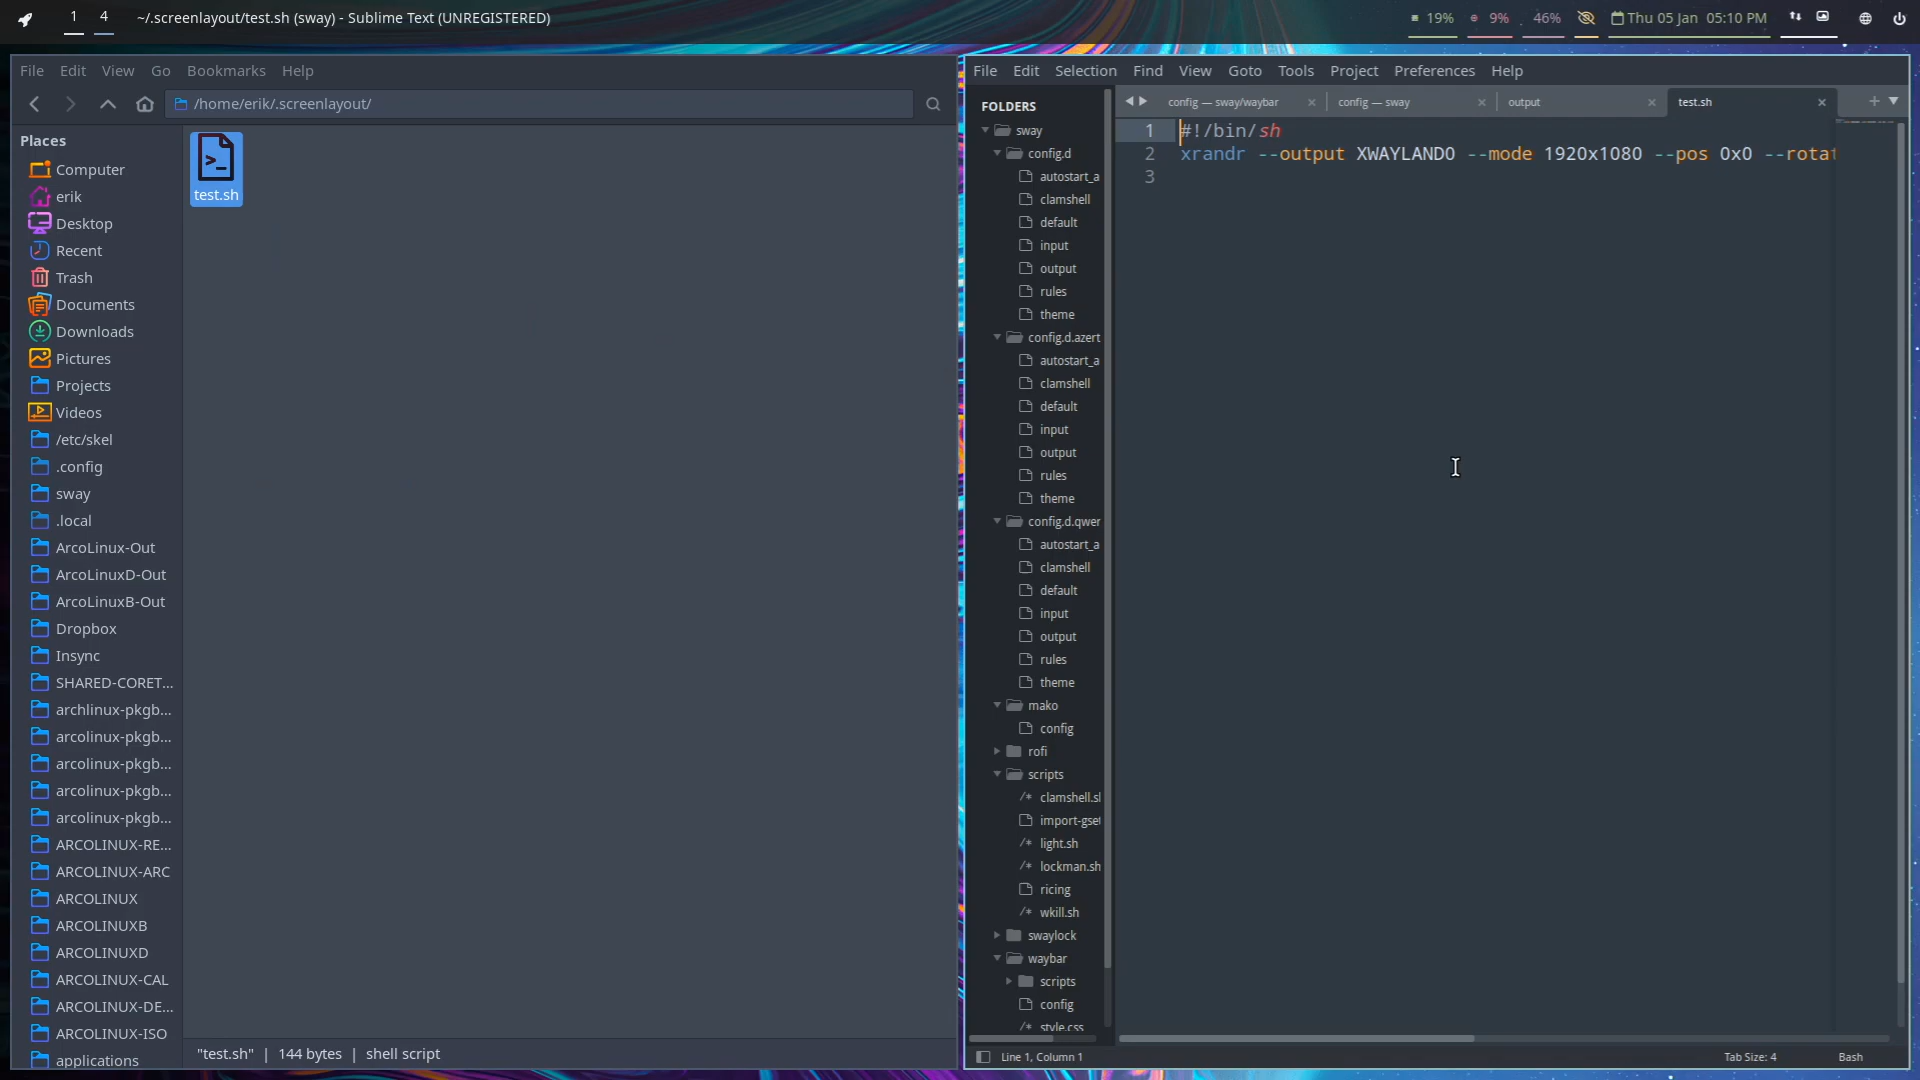 1 4 ~/.screenlayout/test.sh (sway) - Sublime Text (UNREGISTERED) 19% 9% 46% Thu 05 Jan 05:10 PM
File Edit View Go Bookmarks Help
/home/erik/.screenlayout/
Places
Computer
erik
Desktop
Recent
Trash
Documents
Downloads
Pictures
Projects
Videos
/etc/skel
.config
sway
.local
ArcoLinux-Out
ArcoLinuxD-Out
ArcoLinuxB-Out
Dropbox
Insync
SHARED-CORET...
archlinux-pkgb...
arcolinux-pkgb...
arcolinux-pkgb...
arcolinux-pkgb...
arcolinux-pkgb...
ARCOLINUX-RE...
ARCOLINUX-ARC
ARCOLINUX
ARCOLINUXB
ARCOLINUXD
ARCOLINUX-CAL
ARCOLINUX-DE...
ARCOLINUX-ISO
applications
>_
test.sh
"test.sh" | 144 bytes | shell script
File Edit Selection Find View Goto Tools Project Preferences Help
FOLDERS
sway
config.d
autostart_a
clamshell
default
input
output
rules
theme
config.d.azert
autostart_a
clamshell
default
input
output
rules
theme
config.d.qwer
autostart_a
clamshell
default
input
output
rules
theme
mako
config
rofi
scripts
/* clamshell.sl
import-gset
/* light.sh
/* lockman.sh
ricing
/* wkill.sh
swaylock
waybar
scripts
config
/* style.css
config — sway/waybar × config — sway × output × test.sh × +
1 #!/bin/sh
2 xrandr --output XWAYLAND0 --mode 1920x1080 --pos 0x0 --rotat
3
Line 1, Column 1 Tab Size: 4 Bash